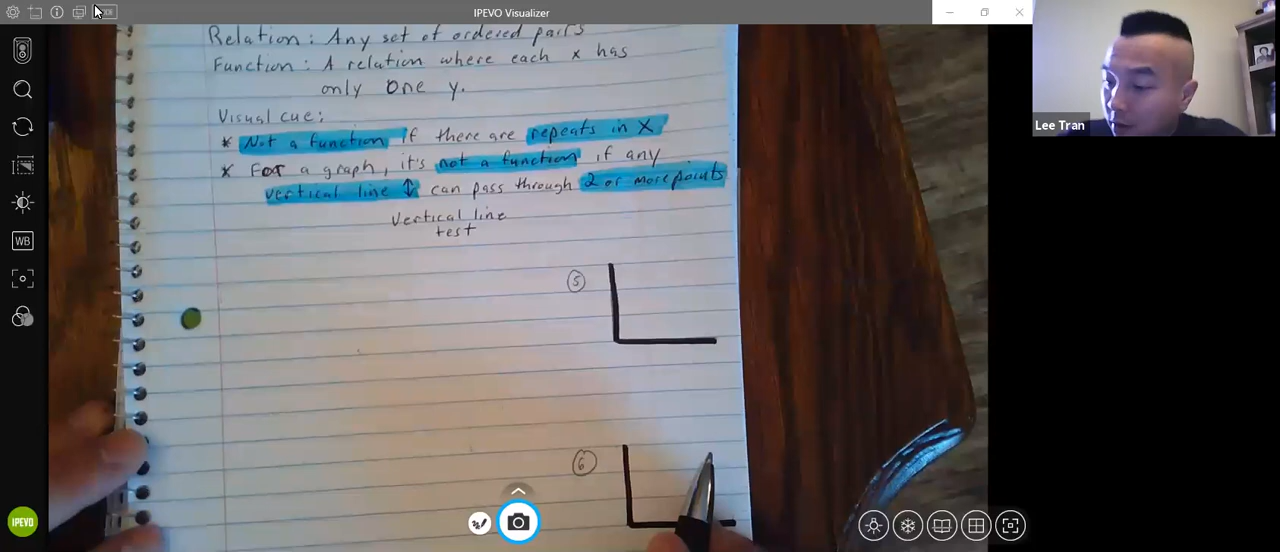 IPEVO Visualizer
Relation: Any set of ordered pairs
Function: A relation where each x has
only one y.
Visual cue:
* Not a function if there are repeats in X
* For a graph, it's not a function if any
vertical line ↕ can pass through 2 or more points
Vertical line
test
5
6
Lee Tran
WB
IPEVO